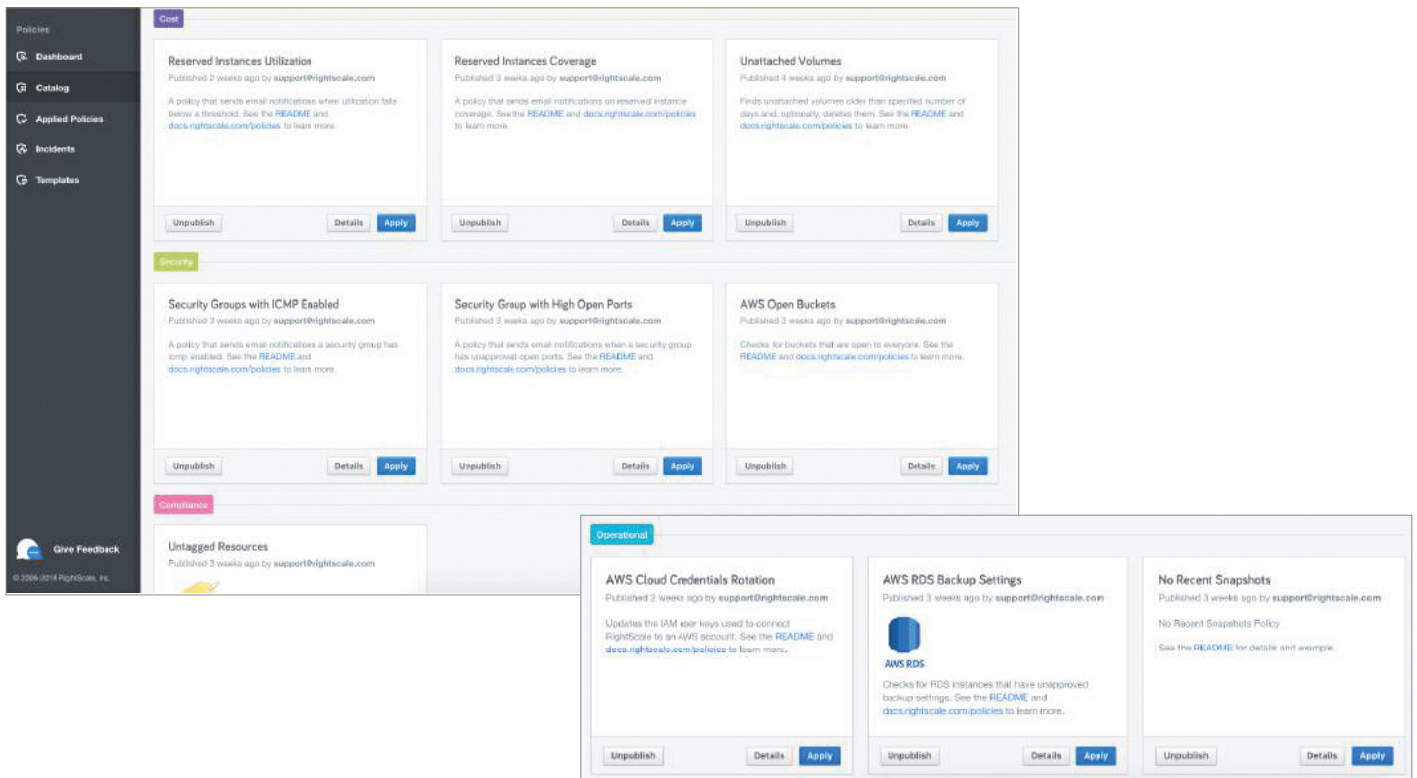 Policies
Dashboard
Catalog
Applied Policies
Incidents
Templates
Give Feedback
© 2006-2018 RightScale, Inc.
Cost
Reserved Instances Utilization
Published 2 weeks ago by support@rightscale.com
A policy that sends email notifications when utilization falls
below a threshold. See the README and
docs.rightscale.com/policies to learn more.
Unpublish
Details
Apply
Reserved Instances Coverage
Published 3 weeks ago by support@rightscale.com
A policy that sends email notifications on reserved instance
coverage. See the README and docs.rightscale.com/policies
to learn more.
Unpublish
Details
Apply
Unattached Volumes
Published 4 weeks ago by support@rightscale.com
Finds unattached volumes older than specified number of
days and, optionally, deletes them. See the README and
docs.rightscale.com/policies to learn more.
Unpublish
Details
Apply
Security
Security Groups with ICMP Enabled
Published 3 weeks ago by support@rightscale.com
A policy that sends email notifications a security group has
icmp enabled. See the README and
docs.rightscale.com/policies to learn more.
Unpublish
Details
Apply
Security Group with High Open Ports
Published 3 weeks ago by support@rightscale.com
A policy that sends email notifications when a security group
has unapproved open ports. See the README and
docs.rightscale.com/policies to learn more.
Unpublish
Details
Apply
AWS Open Buckets
Published 3 weeks ago by support@rightscale.com
Checks for buckets that are open to everyone. See the
README and docs.rightscale.com/policies to learn more.
Unpublish
Details
Apply
Compliance
Untagged Resources
Published 3 weeks ago by support@rightscale.com
Operational
AWS Cloud Credentials Rotation
Published 2 weeks ago by support@rightscale.com
Updates the IAM user keys used to connect
RightScale to an AWS account. See the README and
docs.rightscale.com/policies to learn more.
Unpublish
Details
Apply
AWS RDS Backup Settings
Published 3 weeks ago by support@rightscale.com
AWS RDS
Checks for RDS instances that have unapproved
backup settings. See the README and
docs.rightscale.com/policies to learn more.
Unpublish
Details
Apply
No Recent Snapshots
Published 3 weeks ago by support@rightscale.com
No Recent Snapshots Policy
See the README for details and example.
Unpublish
Details
Apply